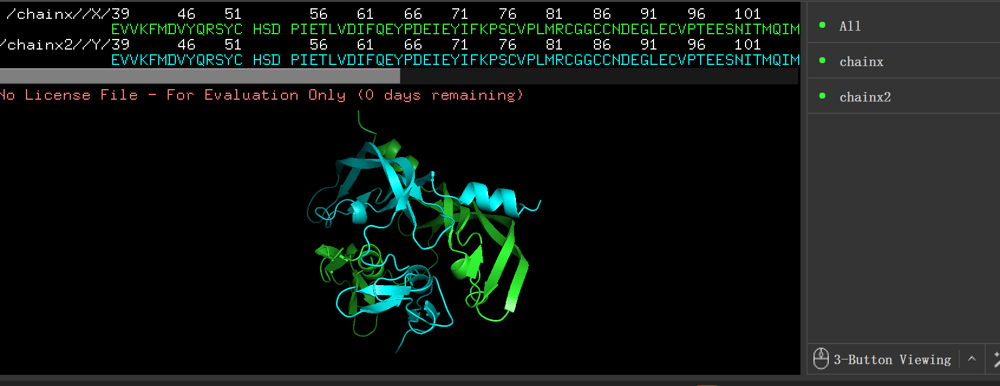 /chainx//X/39 46 51 56 61 66 71 76 81 86 91 96 101
EVVKFMDVYQRSYC HSD PIETLVDIFQEYPDEIEYIFKPSCVPLMRCGGCCNDEGLECVPTEESNITMQIM
/chainx2//Y/39 46 51 56 61 66 71 76 81 86 91 96 101
EVVKFMDVYQRSYC HSD PIETLVDIFQEYPDEIEYIFKPSCVPLMRCGGCCNDEGLECVPTEESNITMQIM
No License File - For Evaluation Only (0 days remaining)
All
chainx
chainx2
3-Button Viewing